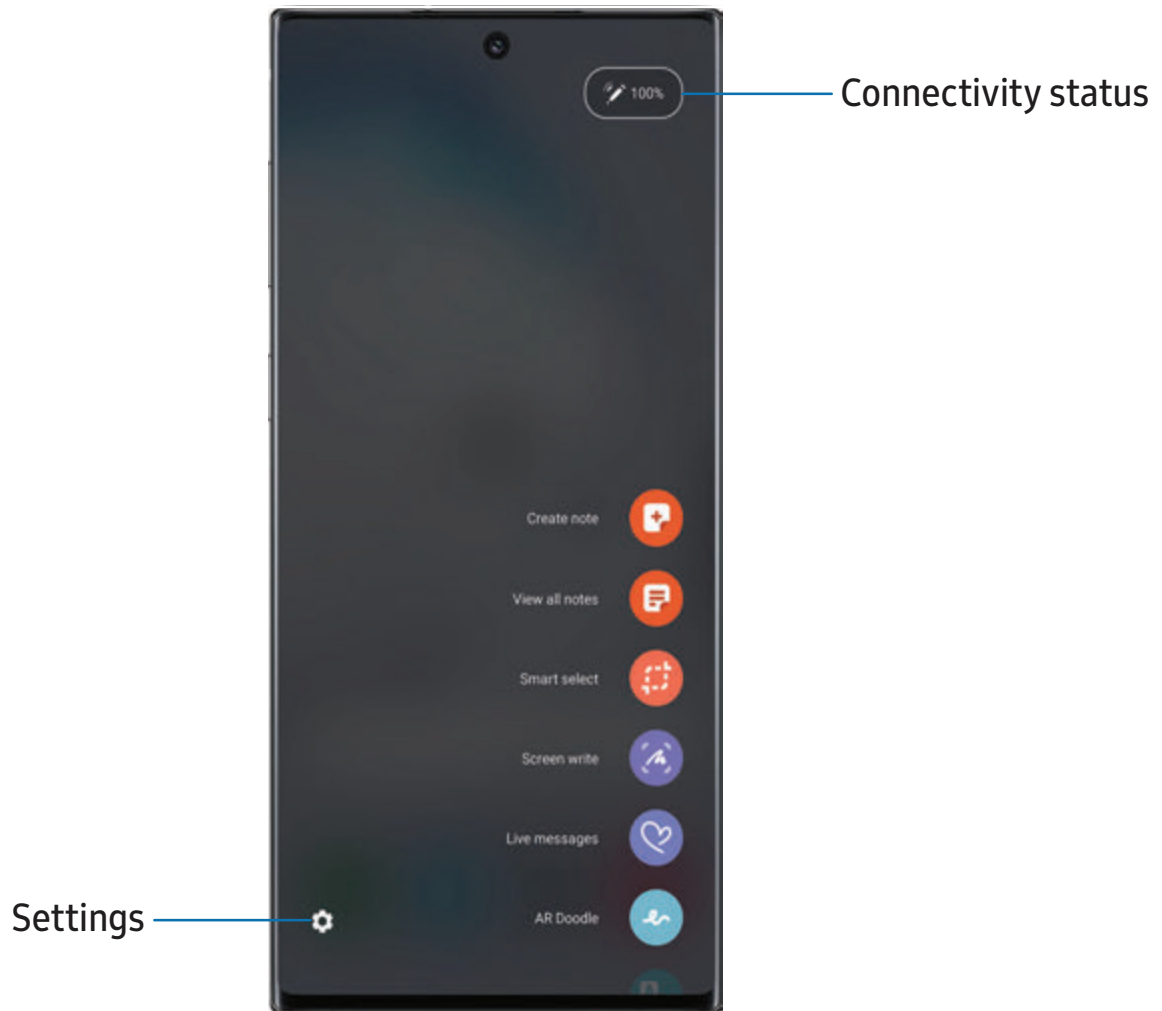 100%
Connectivity status
Create note
View all notes
Smart select
Screen write
Live messages
Settings
AR Doodle